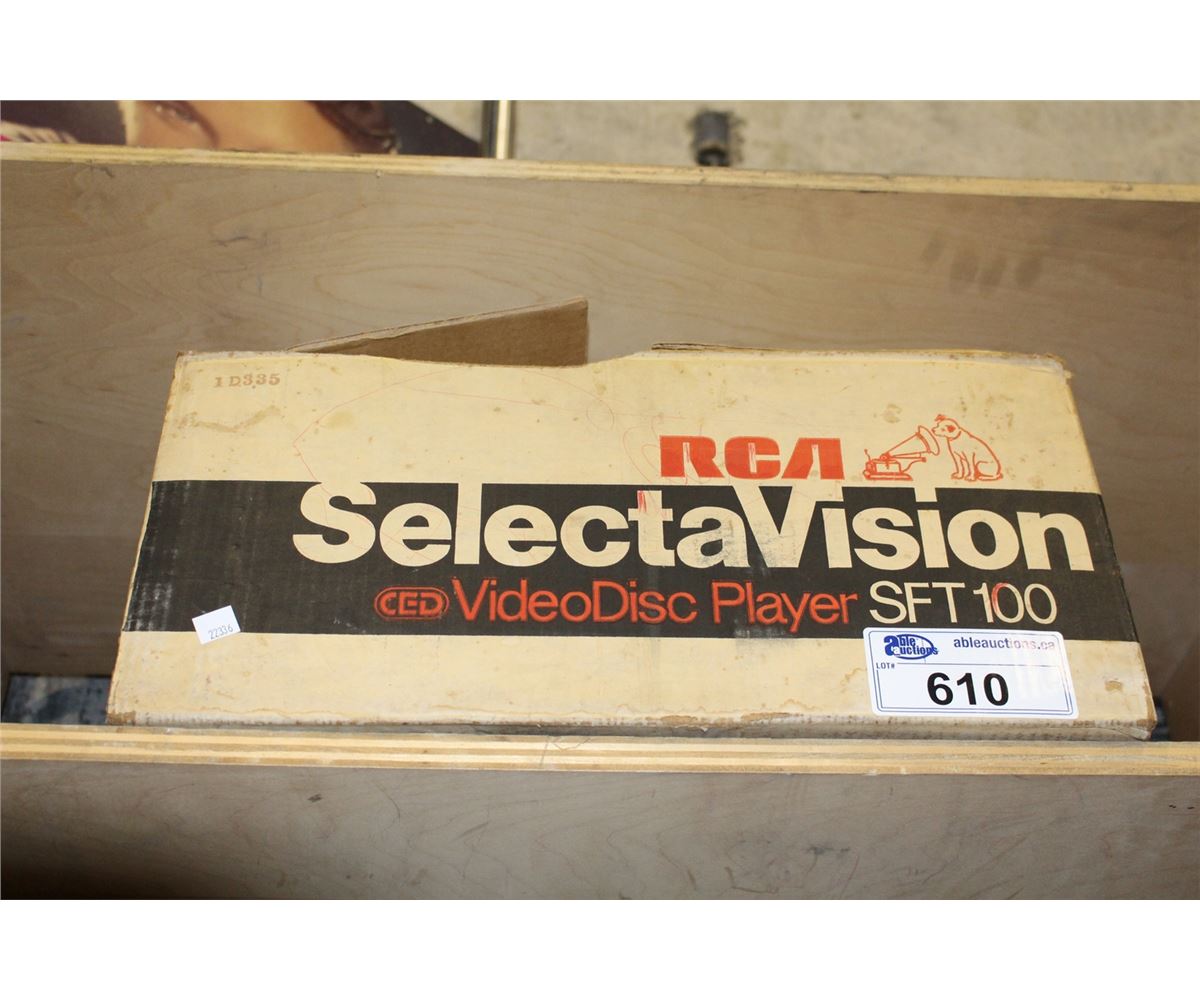 1D335
RCA
SelectaVision
CED VideoDisc Player SFT 100
22336
able auctions ableauctions.ca
LOT#
610